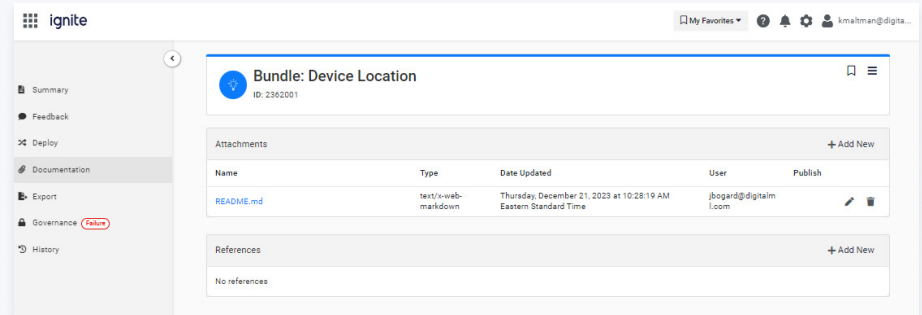 ignite
My Favorites
kmaltman@digita...
Summary
Feedback
Deploy
Documentation
Export
Governance Failure
History
Bundle: Device Location
ID: 2362001
Attachments
Add New
Name Type Date Updated User Publish
README.md
text/x-web-
markdown
Thursday, December 21, 2023 at 10:28:19 AM
Eastern Standard Time
jbogard@digitalm
l.com
References
Add New
No references